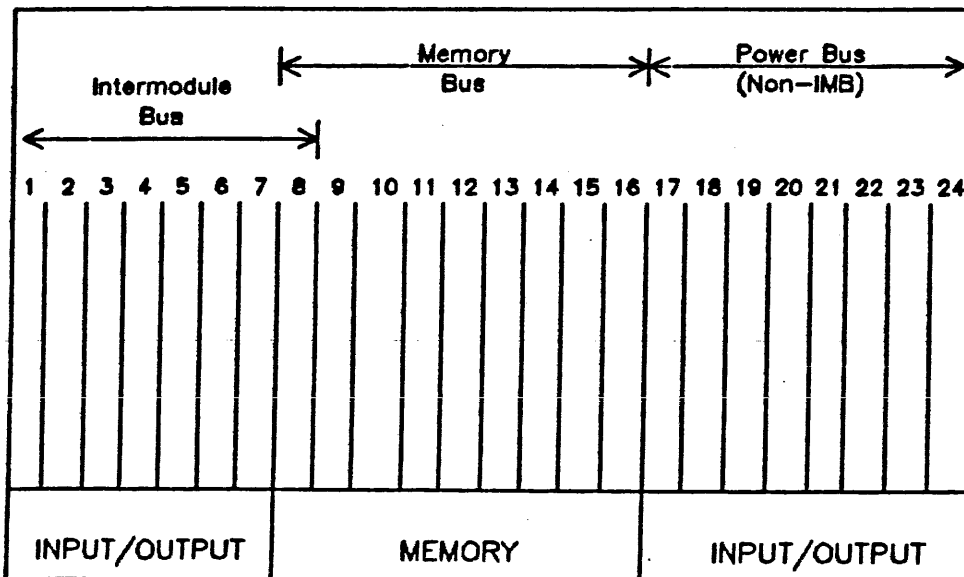 Memory
Bus
Power Bus
(Non-IMB)
Intermodule
Bus
1 2 3 4 5 6 7 8 9 10 11 12 13 14 15 16 17 18 19 20 21 22 23 24
INPUT/OUTPUT MEMORY INPUT/OUTPUT